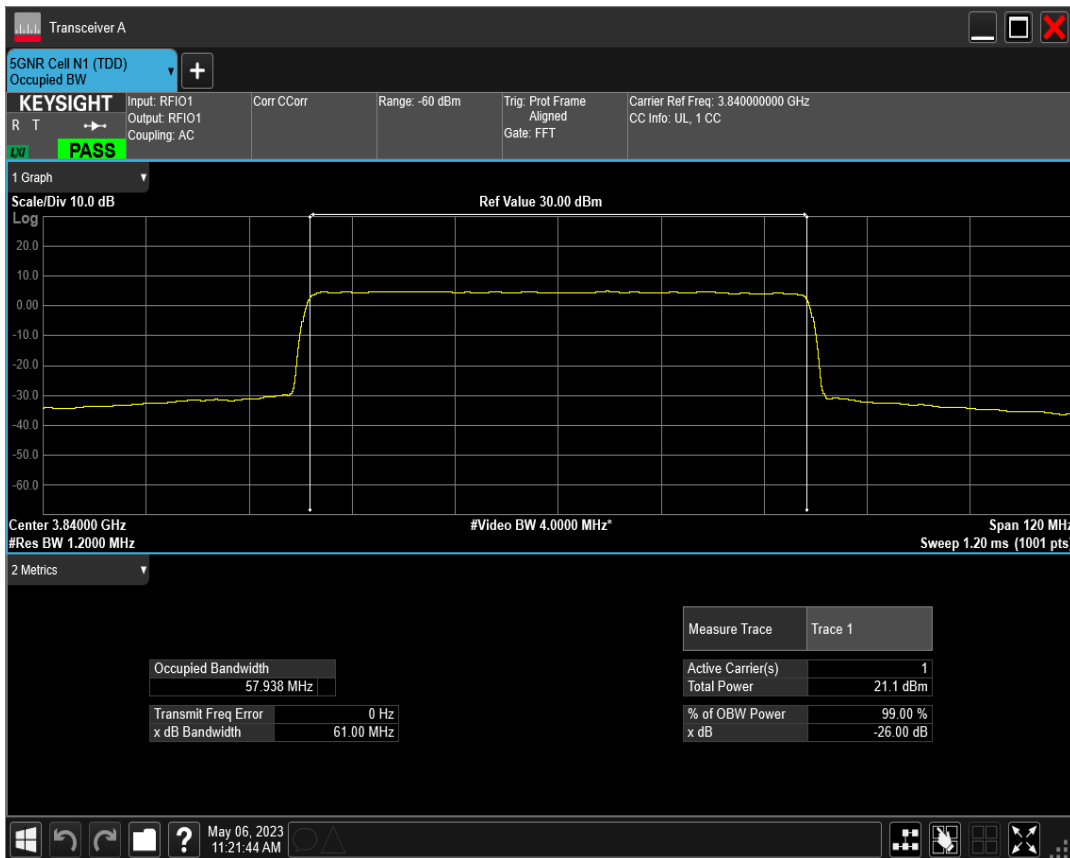 Transceiver A
5GNR Cell N1 (TDD)
Occupied BW
+
KEYSIGHT
R T
LXI
PASS
Input: RFIO1
Output: RFIO1
Coupling: AC
Corr CCorr
Range: -60 dBm
Trig: Prot Frame
Aligned
Gate: FFT
Carrier Ref Freq: 3.840000000 GHz
CC Info: UL, 1 CC
1 Graph
Scale/Div 10.0 dB
Ref Value 30.00 dBm
Log
20.0
10.0
0.00
-10.0
-20.0
-30.0
-40.0
-50.0
-60.0
Center 3.84000 GHz
#Video BW 4.0000 MHz*
Span 120 MHz
#Res BW 1.2000 MHz
Sweep 1.20 ms (1001 pts)
2 Metrics
Measure Trace Trace 1
Occupied Bandwidth
57.938 MHz
Transmit Freq Error 0 Hz
x dB Bandwidth 61.00 MHz
Active Carrier(s) 1
Total Power 21.1 dBm
% of OBW Power 99.00 %
x dB -26.00 dB
?
May 06, 2023
11:21:44 AM